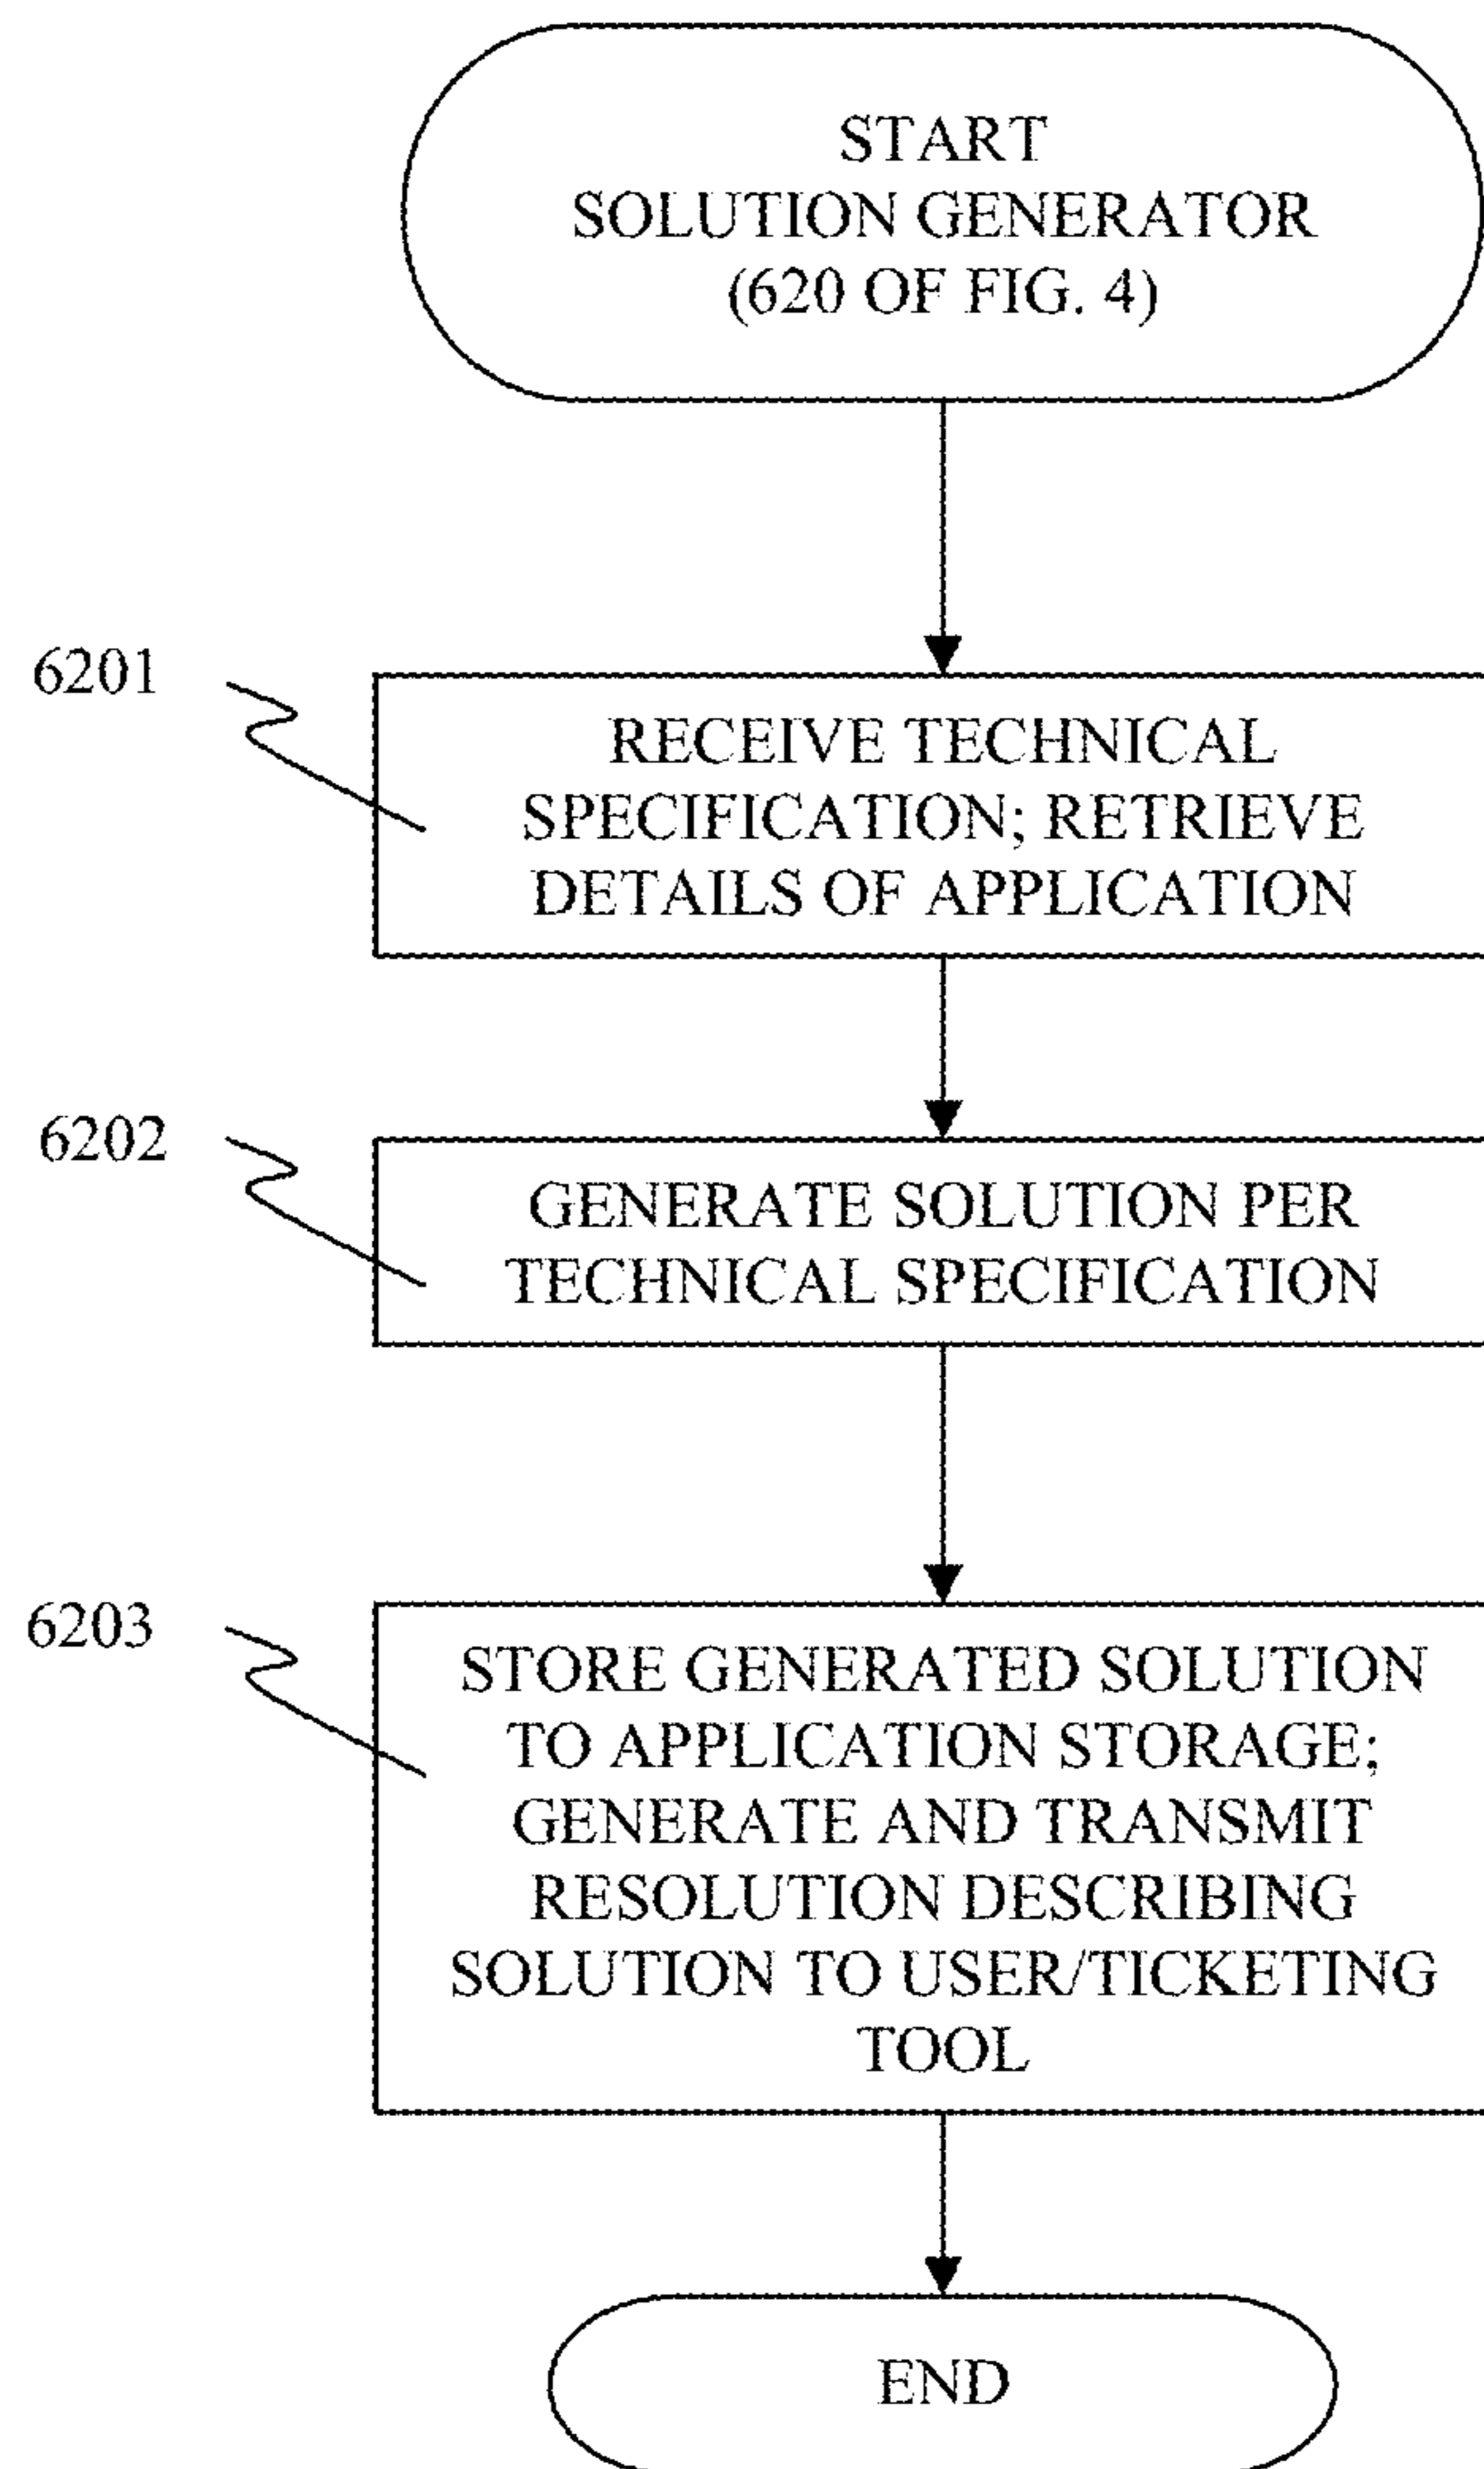 START
SOLUTION GENERATOR
(620 OF FIG. 4)
6201
RECEIVE TECHNICAL
SPECIFICATION; RETRIEVE
DETAILS OF APPLICATION
6202
GENERATE SOLUTION PER
TECHNICAL SPECIFICATION
6203
STORE GENERATED SOLUTION
TO APPLICATION STORAGE;
GENERATE AND TRANSMIT
RESOLUTION DESCRIBING
SOLUTION TO USER/TICKETING
TOOL
END